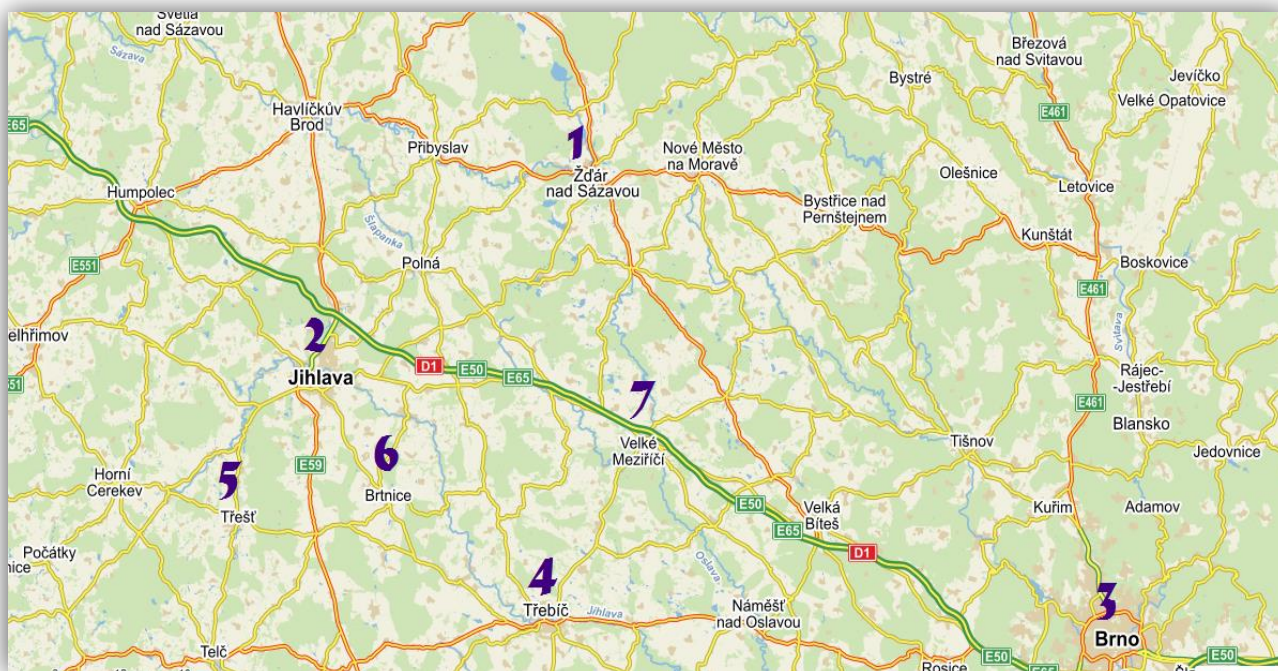 Světlá
nad Sázavou
Sázava
Březová
nad Svitavou
Bystré
Jevíčko
Velké Opatovice
Havlíčkův
Brod
E461
E65
1
Přibyslav
Nové Město
na Moravě
Žďár
nad Sázavou
Olešnice
Letovice
Humpolec
Bystřice nad
Pernštejnem
Šlapanka
Kunštát
E551
Polná
Boskovice
E461
Svitava
2
Jihlava
D1
E50
E65
Rájec-
-Jestřebí
7
E461
Blansko
Velké
Meziříčí
Tišnov
Jedovnice
6
E59
Horní
Cerekev
5
Brtnice
Třešť
E50
E65
Velká
Bíteš
Kuřim
Adamov
D1
Počátky
Oslava
4
Třebíč
Jihlava
Náměšť
nad Oslavou
3
Brno
Telč
Rosice
E50
E65
E50